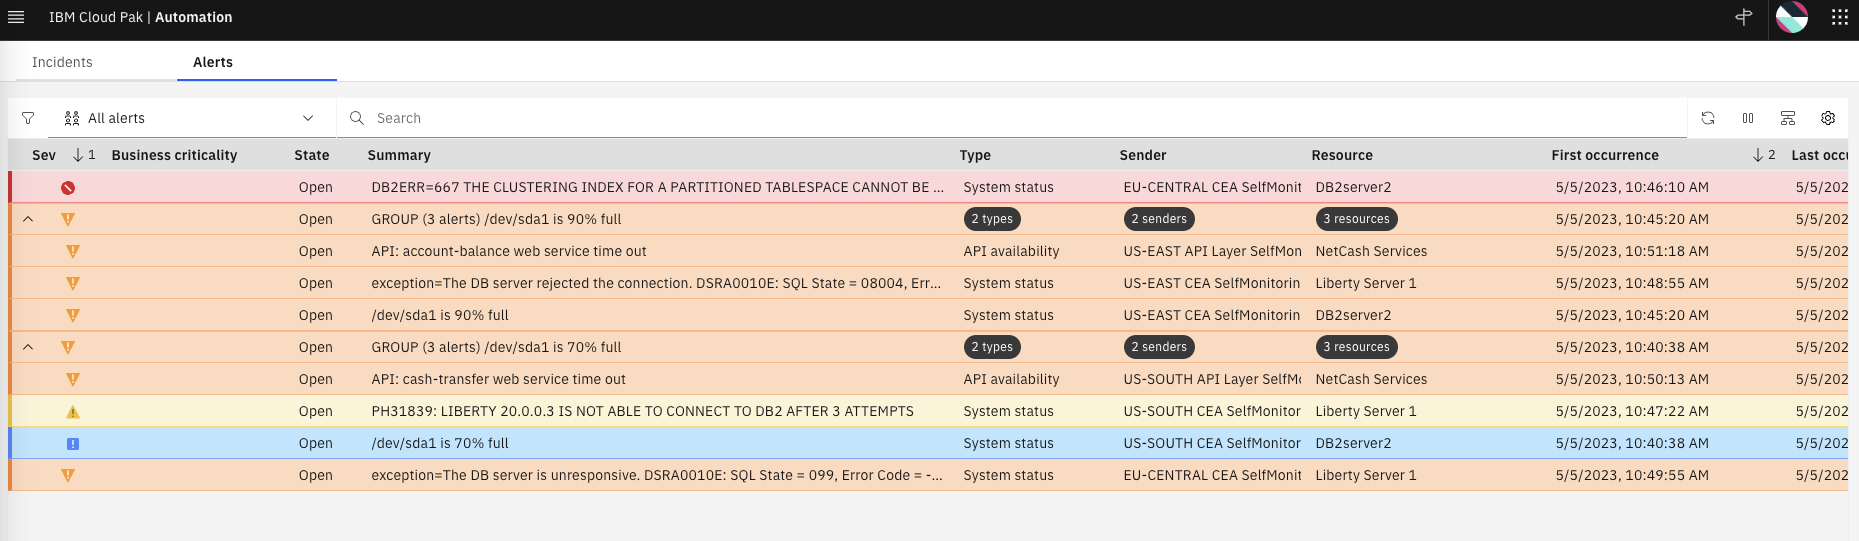 IBM Cloud Pak | Automation
Incidents Alerts
All alerts Search
Sev 1 Business criticality State Summary Type Sender Resource First occurrence 2 Last occu
Open DB2ERR=667 THE CLUSTERING INDEX FOR A PARTITIONED TABLESPACE CANNOT BE ... System status EU-CENTRAL CEA SelfMonit DB2server2 5/5/2023, 10:46:10 AM 5/5/202
Open GROUP (3 alerts) /dev/sda1 is 90% full 2 types 2 senders 3 resources 5/5/2023, 10:45:20 AM 5/5/202
Open API: account-balance web service time out API availability US-EAST API Layer SelfMon NetCash Services 5/5/2023, 10:51:18 AM 5/5/202
Open exception=The DB server rejected the connection. DSRA0010E: SQL State = 08004, Err... System status US-EAST CEA SelfMonitorin Liberty Server 1 5/5/2023, 10:48:55 AM 5/5/202
Open /dev/sda1 is 90% full System status US-EAST CEA SelfMonitorin DB2server2 5/5/2023, 10:45:20 AM 5/5/202
Open GROUP (3 alerts) /dev/sda1 is 70% full 2 types 2 senders 3 resources 5/5/2023, 10:40:38 AM 5/5/202
Open API: cash-transfer web service time out API availability US-SOUTH API Layer SelfM NetCash Services 5/5/2023, 10:50:13 AM 5/5/202
Open PH31839: LIBERTY 20.0.0.3 IS NOT ABLE TO CONNECT TO DB2 AFTER 3 ATTEMPTS System status US-SOUTH CEA SelfMonitor Liberty Server 1 5/5/2023, 10:47:22 AM 5/5/202
Open /dev/sda1 is 70% full System status US-SOUTH CEA SelfMonitor DB2server2 5/5/2023, 10:40:38 AM 5/5/202
Open exception=The DB server is unresponsive. DSRA0010E: SQL State = 099, Error Code = -... System status EU-CENTRAL CEA SelfMonit Liberty Server 1 5/5/2023, 10:49:55 AM 5/5/202